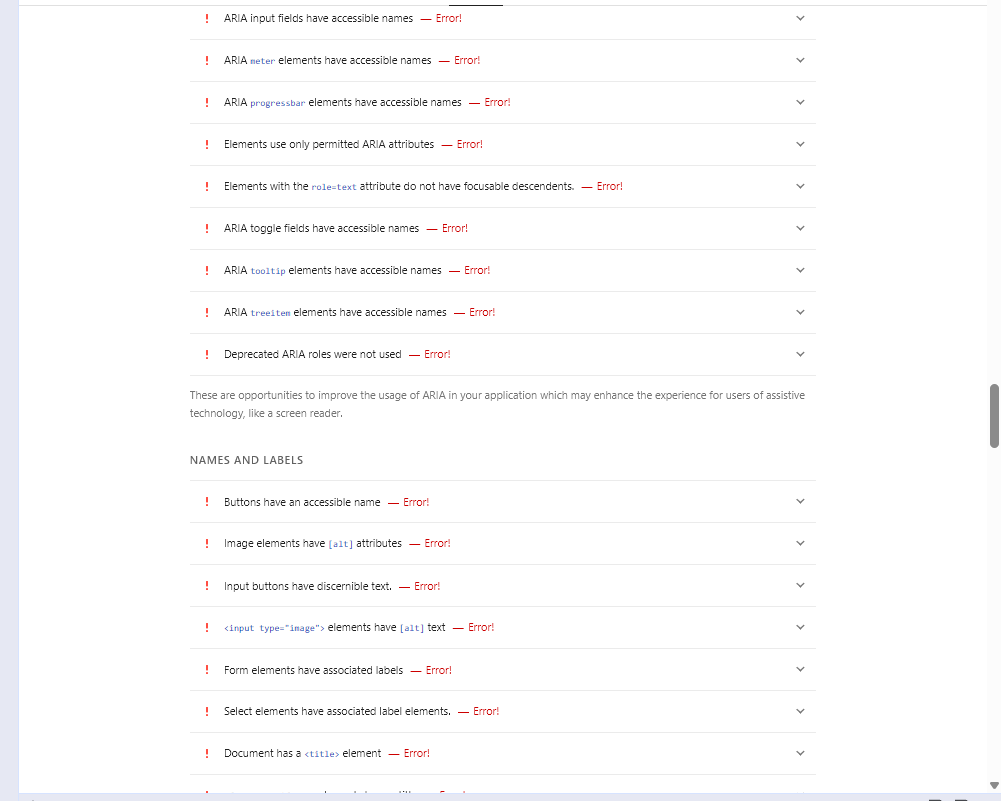 ! ARIA input fields have accessible names — Error!
! ARIA meter elements have accessible names — Error!
! ARIA progressbar elements have accessible names — Error!
! Elements use only permitted ARIA attributes — Error!
! Elements with the role=text attribute do not have focusable descendents. — Error!
! ARIA toggle fields have accessible names — Error!
! ARIA tooltip elements have accessible names — Error!
! ARIA treeitem elements have accessible names — Error!
! Deprecated ARIA roles were not used — Error!
These are opportunities to improve the usage of ARIA in your application which may enhance the experience for users of assistive
technology, like a screen reader.
NAMES AND LABELS
! Buttons have an accessible name — Error!
! Image elements have [alt] attributes — Error!
! Input buttons have discernible text. — Error!
! <input type="image"> elements have [alt] text — Error!
! Form elements have associated labels — Error!
! Select elements have associated label elements. — Error!
! Document has a <title> element — Error!